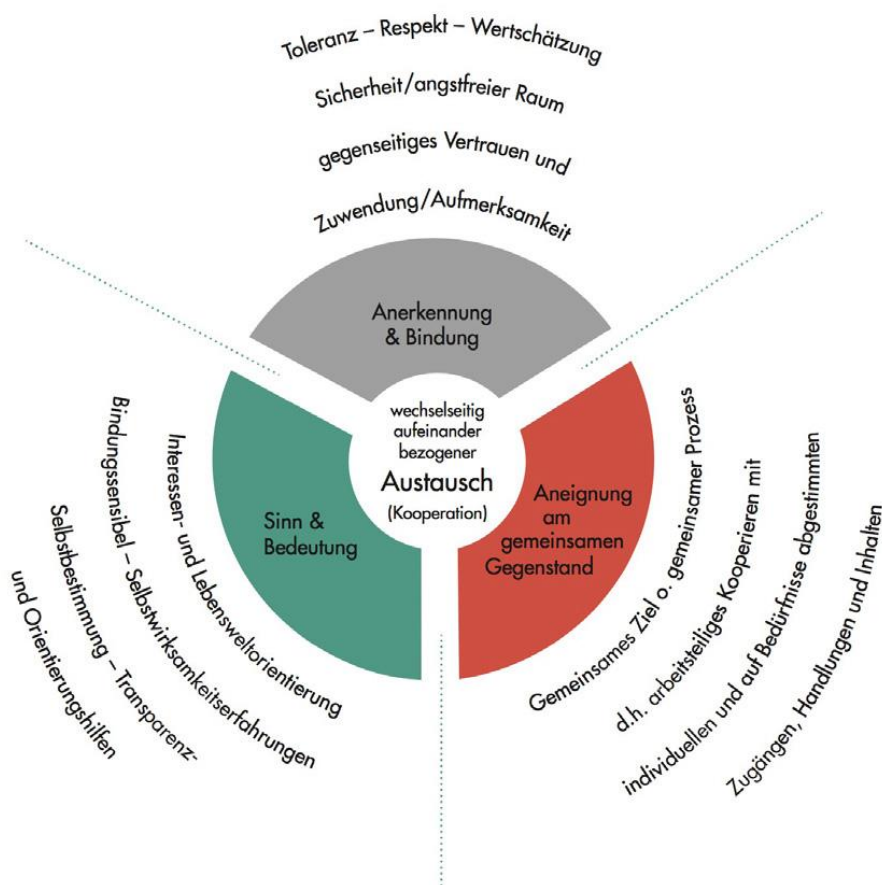 Toleranz – Respekt – Wertschätzung
Sicherheit/angstfreier Raum
gegenseitiges Vertrauen und
Zuwendung/Aufmerksamkeit
Anerkennung
& Bindung
wechselseitig
aufeinander
bezogener
Austausch
(Kooperation)
Sinn &
Bedeutung
Aneignung
am
gemeinsamen
Gegenstand
Interessen- und Lebensweltorientierung
Bindungssensibel – Selbstwirksamkeitserfahrungen
Selbstbestimmung – Transparenz-
und Orientierungshilfen
Gemeinsames Ziel o. gemeinsamer Prozess
d.h. arbeitsteiliges Kooperieren mit
individuellen und auf Bedürfnisse abgestimmten
Zugängen, Handlungen und Inhalten